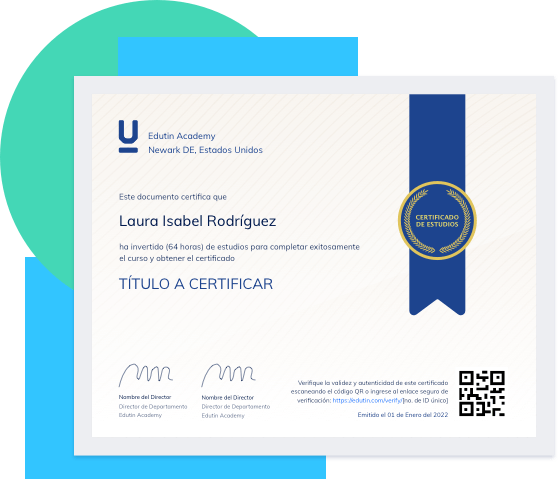 Edutin Academy
Newark DE, Estados Unidos
Este documento certifica que
Laura Isabel Rodríguez
ha invertido (64 horas) de estudios para completar exitosamente
el curso y obtener el certificado
TÍTULO A CERTIFICAR
CERTIFICADO
DE ESTUDIOS
Nombre del Director
Director de Departamento
Edutin Academy
Nombre del Director
Director de Departamento
Edutin Academy
Verifique la validez y autenticidad de este certificado
escaneando el código QR o ingrese al enlace seguro de
verificación: https://edutin.com/verify/[no. de ID único]
Emitido el 01 de Enero del 2022